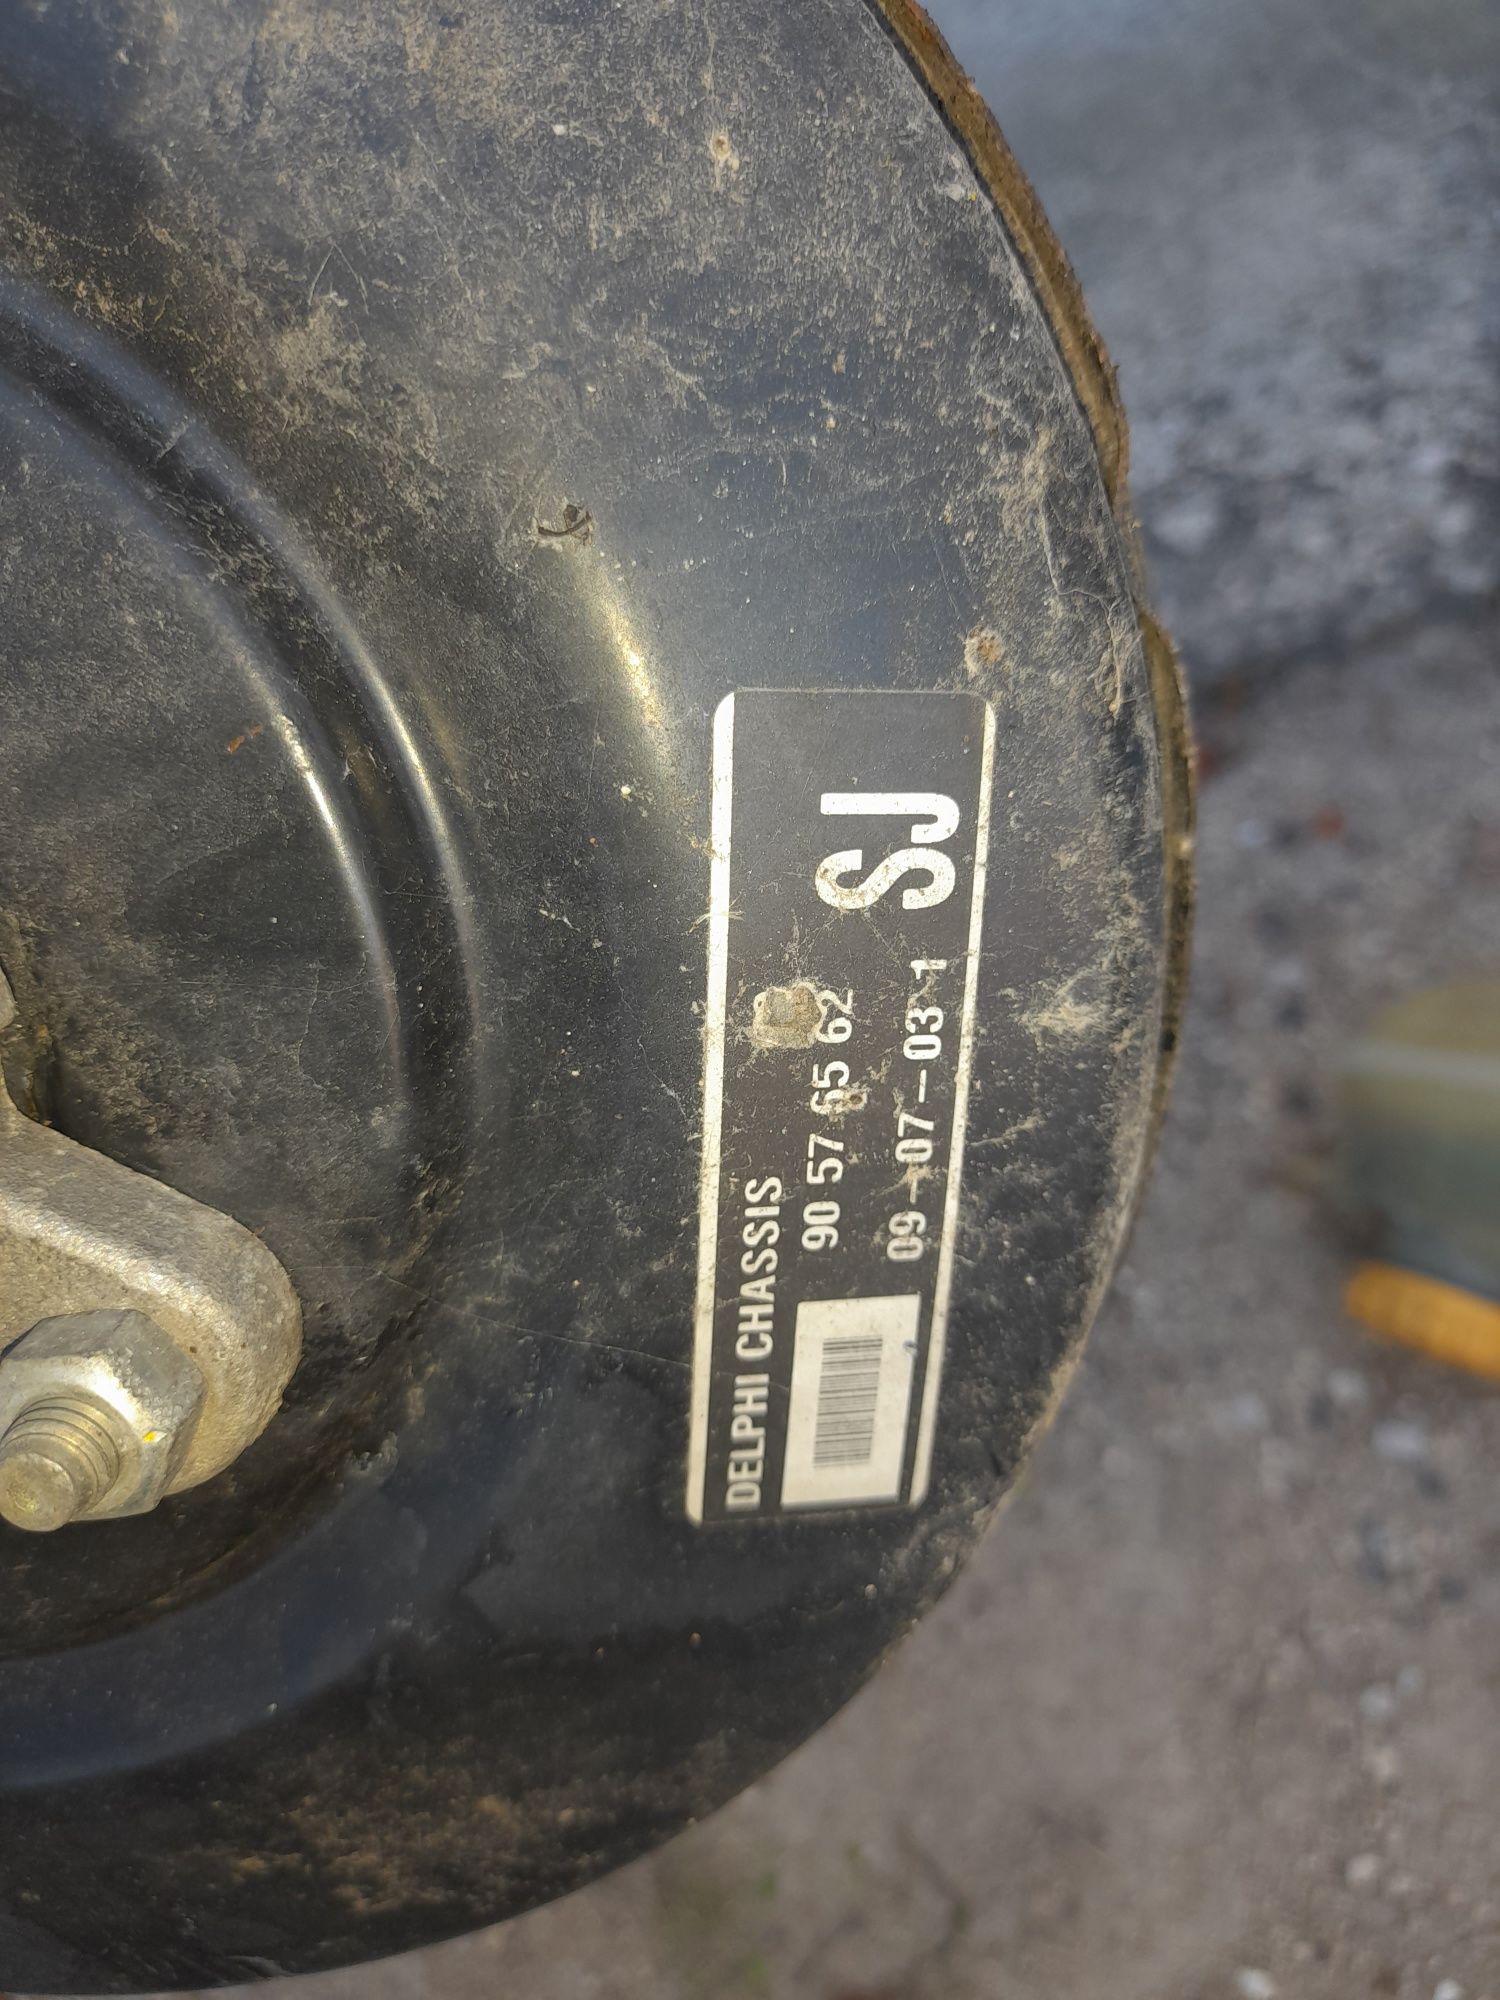 DELPHI CHASSIS
90 57 65 62
SJ
09-07-03-1